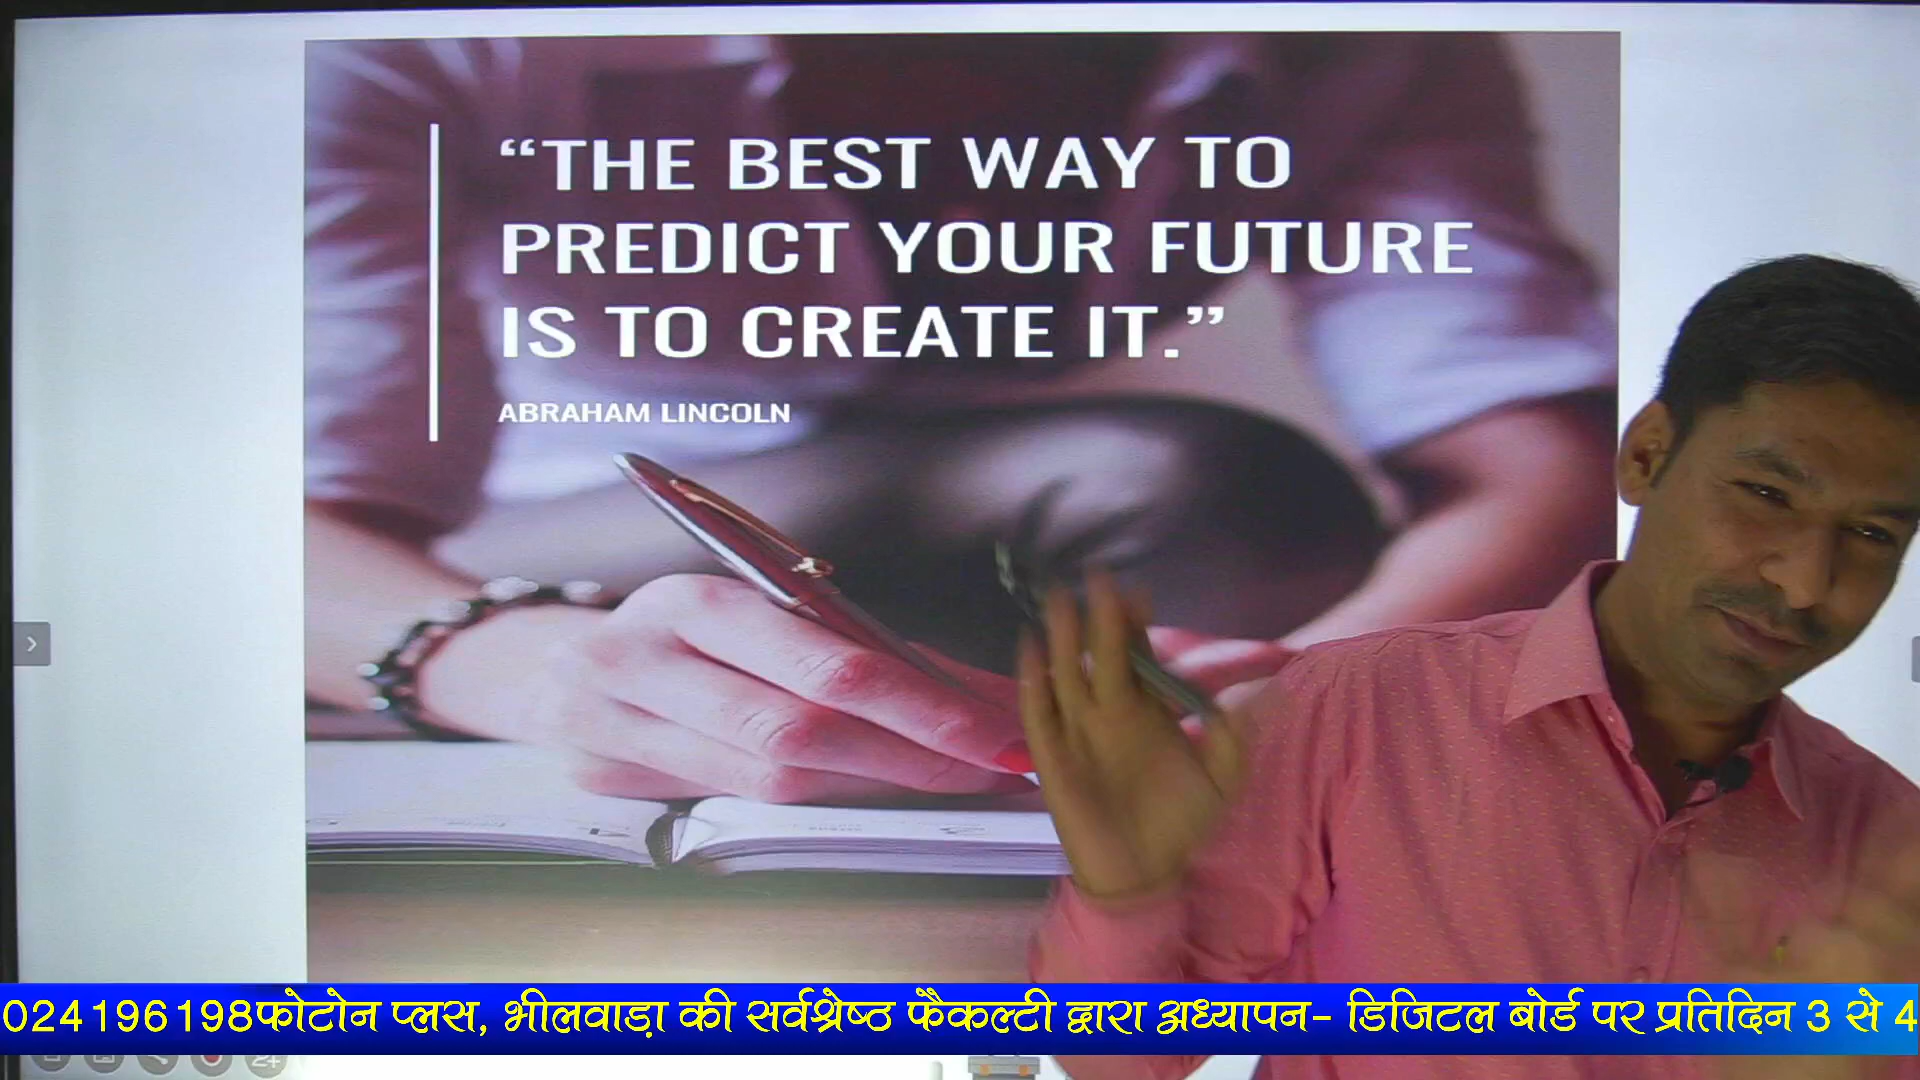 “THE BEST WAY TO
PREDICT YOUR FUTURE
IS TO CREATE IT.”
ABRAHAM LINCOLN
024196198फोटोन प्लस, भीलवाड़ा की सर्वश्रेष्ठ फैकल्टी द्वारा अध्यापन- डिजिटल बोर्ड पर प्रतिदिन 3 से 4
24